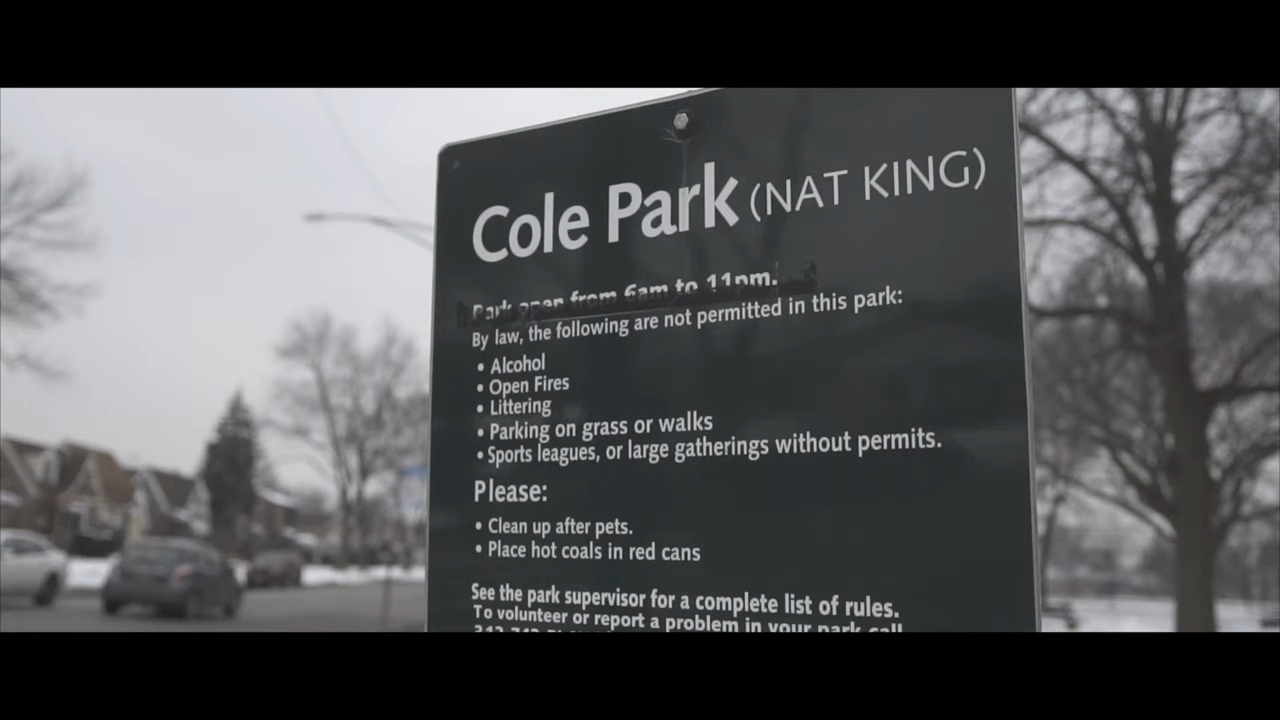 Cole Park (NAT KING)
Park open from 6am to 11pm.
By law, the following are not permitted in this park:
• Alcohol
• Open Fires
• Littering
• Parking on grass or walks
• Sports leagues, or large gatherings without permits.
Please:
• Clean up after pets.
• Place hot coals in red cans
See the park supervisor for a complete list of rules.
To volunteer or report a problem in your park call
312-742-